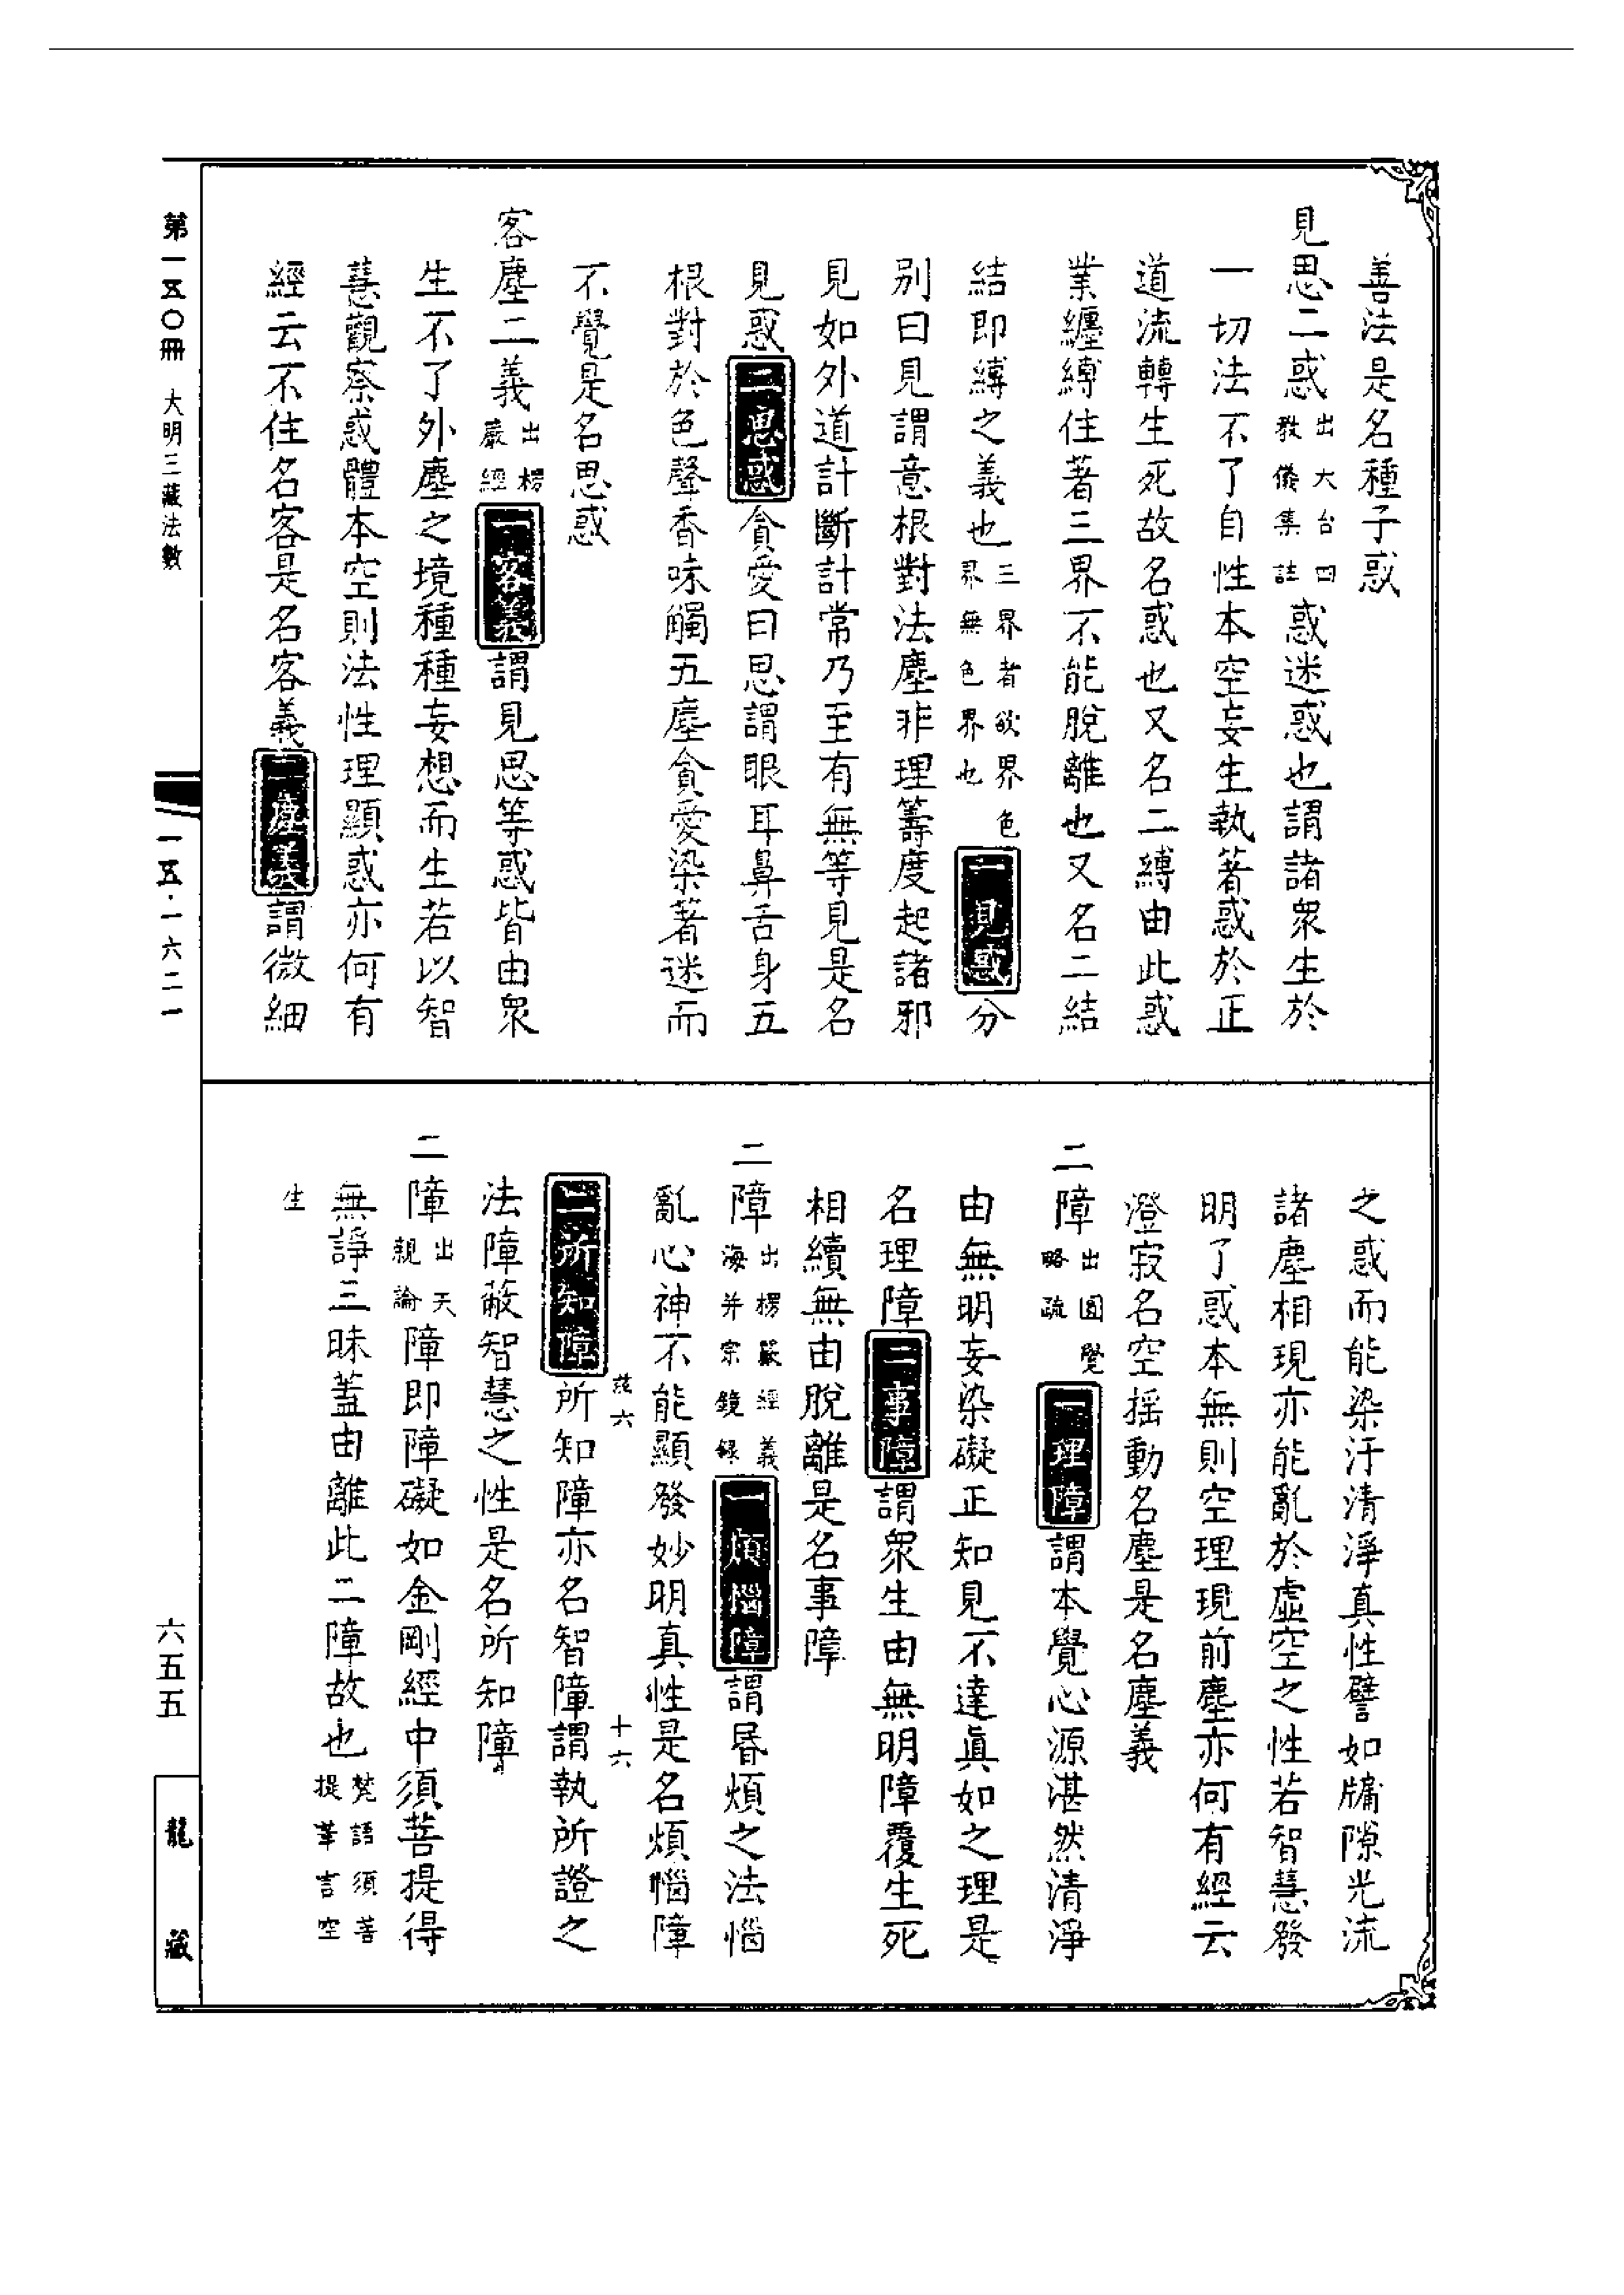 善法是名種子惑
見思二惑出大台四教儀集註惑迷惑也謂諸衆生於
一切法不了自性本空妄生執著惑於正
道流轉生死故名惑也又名二縛由此惑
業纏縛住著三界不能脫離也又名二結
結即縛之義也三界者欲界色界無色界也一見惑分
別曰見謂意根對法塵非理籌度起諸邪
見如外道計斷計常乃至有無等見是名
見惑二思惑貪愛曰思謂眼耳鼻舌身五
根對於色聲香味觸五塵貪愛染著迷而
不覺是名思惑
客塵二義出楞嚴經一客義謂見思等惑皆由衆
生不了外塵之境種種妄想而生若以智
慧觀察惑體本空則法性理顯惑亦何有
經云不住名客是名客義二塵義謂微細
之惑而能染汙清淨真性譬如牖隙光流
諸塵相現亦能亂於虛空之性若智慧發
明了惑本無則空理現前塵亦何有經云
澄寂名空搖動名塵是名塵義
二障出圓覺略疏一理障謂本覺心源湛然清淨
由無明妄染礙正知見不達真如之理是
名理障二事障謂衆生由無明障覆生死
相續無由脫離是名事障
二障出楞嚴經義海并宗鏡錄一煩惱障謂昏煩之法惱
亂心神不能顯發妙明真性是名煩惱障
茲六 十六
二所知障所知障亦名智障謂執所證之
法障蔽智慧之性是名所知障
二障出天親論障即障礙如金剛經中須菩提得
無諍三昧蓋由離此二障故也梵語須菩提華言空
生
第一五〇冊 大明三藏法數
一五·一六二一
六五五
龍藏